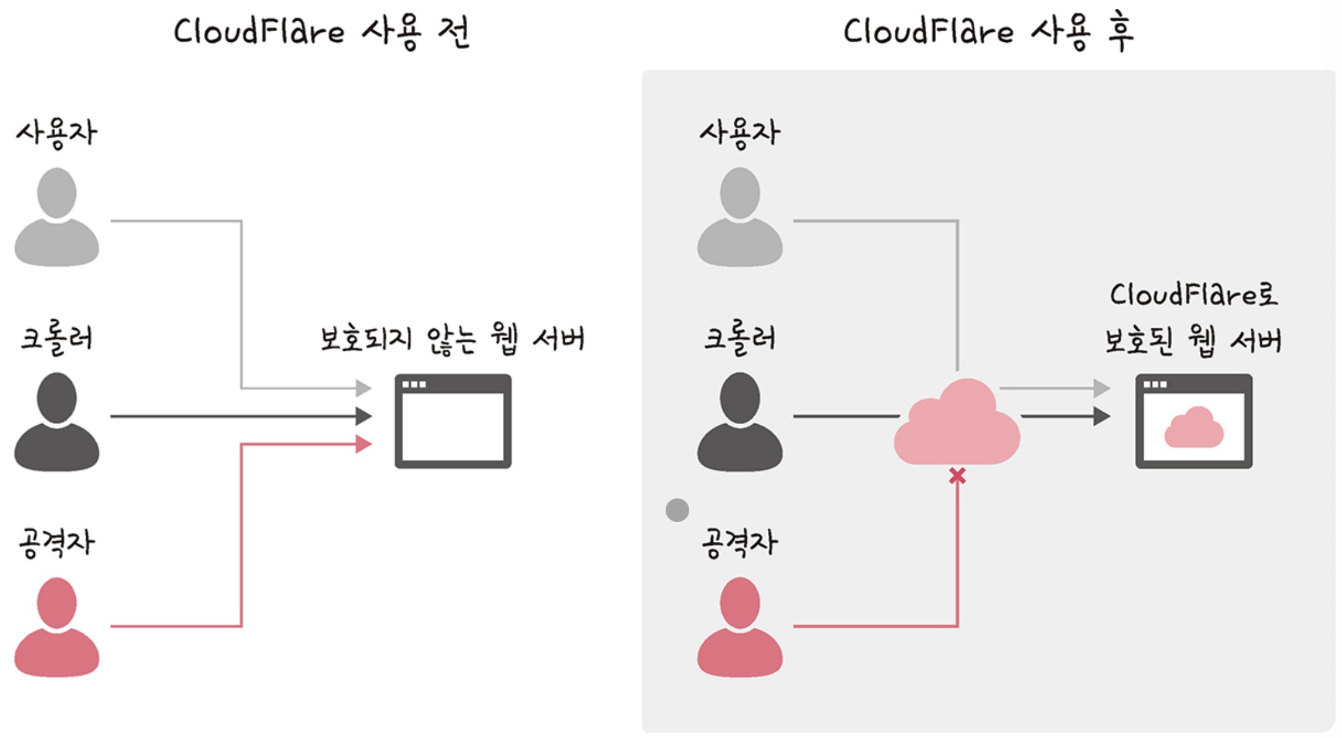 CloudFlare 사용 전
사용자
크롤러
보호되지 않는 웹 서버
공격자
CloudFlare 사용 후
사용자
크롤러
CloudFlare로
보호된 웹 서버
공격자